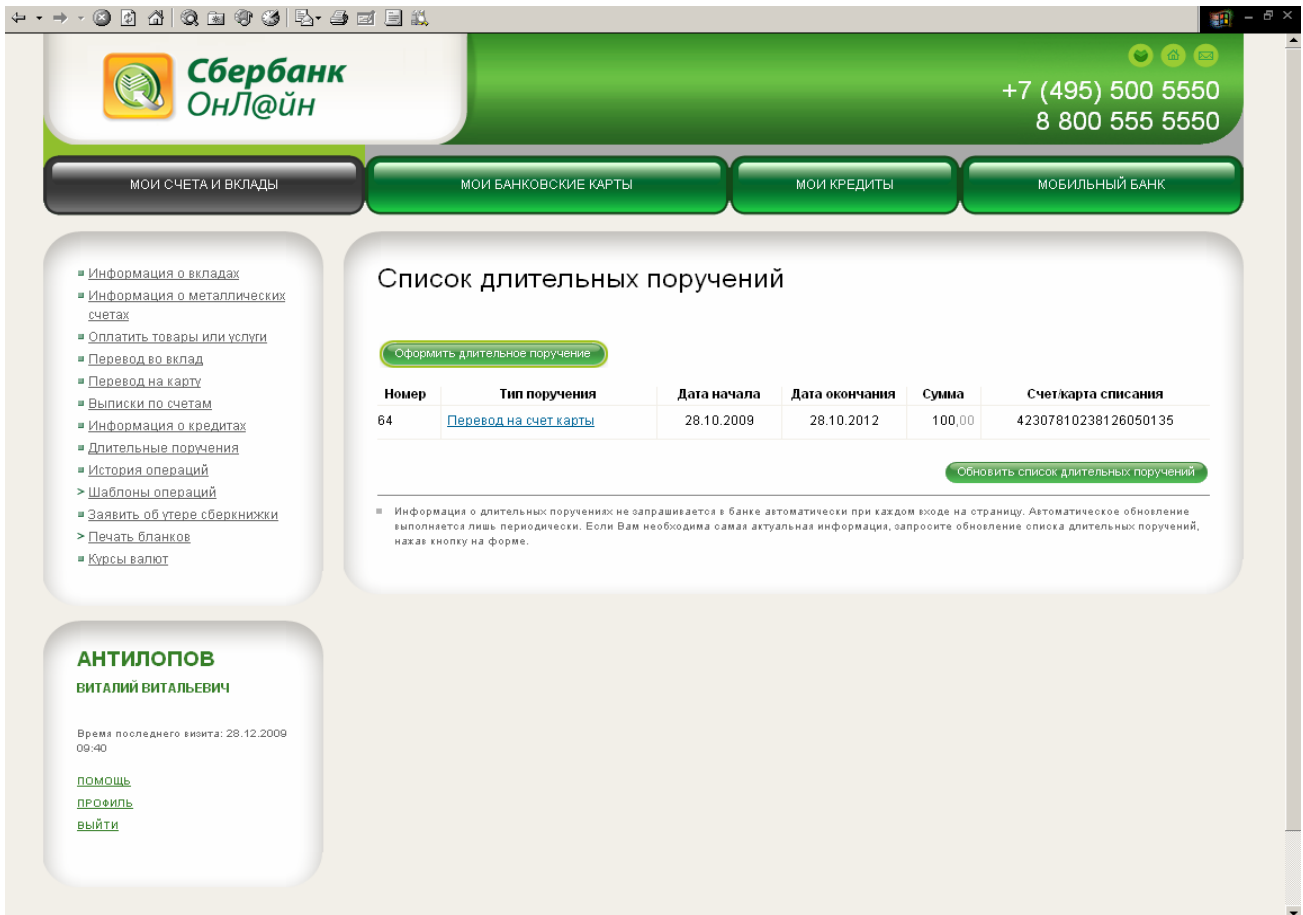 Сбербанк
ОнЛ@йн
+7 (495) 500 5550
8 800 555 5550
МОИ СЧЕТА И ВКЛАДЫ
МОИ БАНКОВСКИЕ КАРТЫ
МОИ КРЕДИТЫ
МОБИЛЬНЫЙ БАНК
Информация о вкладах
Информация о металлических
счетах
Оплатить товары или услуги
Перевод во вклад
Перевод на карту
Выписки по счетам
Информация о кредитах
Длительные поручения
История операций
> Шаблоны операций
Заявить об утере сберкнижки
> Печать бланков
Курсы валют
Список длительных поручений
Оформить длительное поручение
Номер Тип поручения Дата начала Дата окончания Сумма Счет/карта списания
64 Перевод на счет карты 28.10.2009 28.10.2012 100,00 42307810238126050135
Обновить список длительных поручений
Информация о длительных поручениях не запрашивается в банке автоматически при каждом входе на страницу. Автоматическое обновление
выполняется лишь периодически. Если Вам необходима самая актуальная информация, запросите обновление списка длительных поручений,
нажав кнопку на форме.
АНТИЛОПОВ
ВИТАЛИЙ ВИТАЛЬЕВИЧ
Время последнего визита: 28.12.2009
09:40
ПОМОЩЬ
ПРОФИЛЬ
ВЫЙТИ